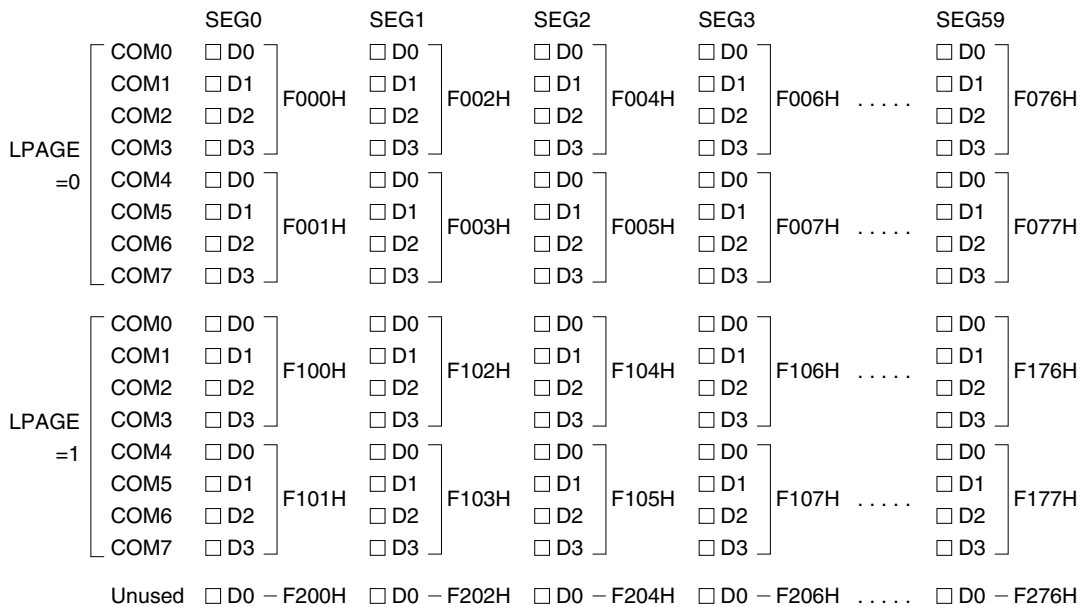 SEG0 SEG1 SEG2 SEG3 SEG59
COM0 □ D0 □ D0 □ D0 □ D0 □ D0
COM1 □ D1 □ D1 □ D1 □ D1 □ D1
F000H F002H F004H F006H ..... F076H
COM2 □ D2 □ D2 □ D2 □ D2 □ D2
LPAGE COM3 □ D3 □ D3 □ D3 □ D3 □ D3
=0 COM4 □ D0 □ D0 □ D0 □ D0 □ D0
COM5 □ D1 □ D1 □ D1 □ D1 □ D1
F001H F003H F005H F007H ..... F077H
COM6 □ D2 □ D2 □ D2 □ D2 □ D2
COM7 □ D3 □ D3 □ D3 □ D3 □ D3
COM0 □ D0 □ D0 □ D0 □ D0 □ D0
COM1 □ D1 □ D1 □ D1 □ D1 □ D1
F100H F102H F104H F106H ..... F176H
COM2 □ D2 □ D2 □ D2 □ D2 □ D2
LPAGE COM3 □ D3 □ D3 □ D3 □ D3 □ D3
=1 COM4 □ D0 □ D0 □ D0 □ D0 □ D0
COM5 □ D1 □ D1 □ D1 □ D1 □ D1
F101H F103H F105H F107H ..... F177H
COM6 □ D2 □ D2 □ D2 □ D2 □ D2
COM7 □ D3 □ D3 □ D3 □ D3 □ D3
Unused □ D0 – F200H □ D0 – F202H □ D0 – F204H □ D0 – F206H ..... □ D0 – F276H